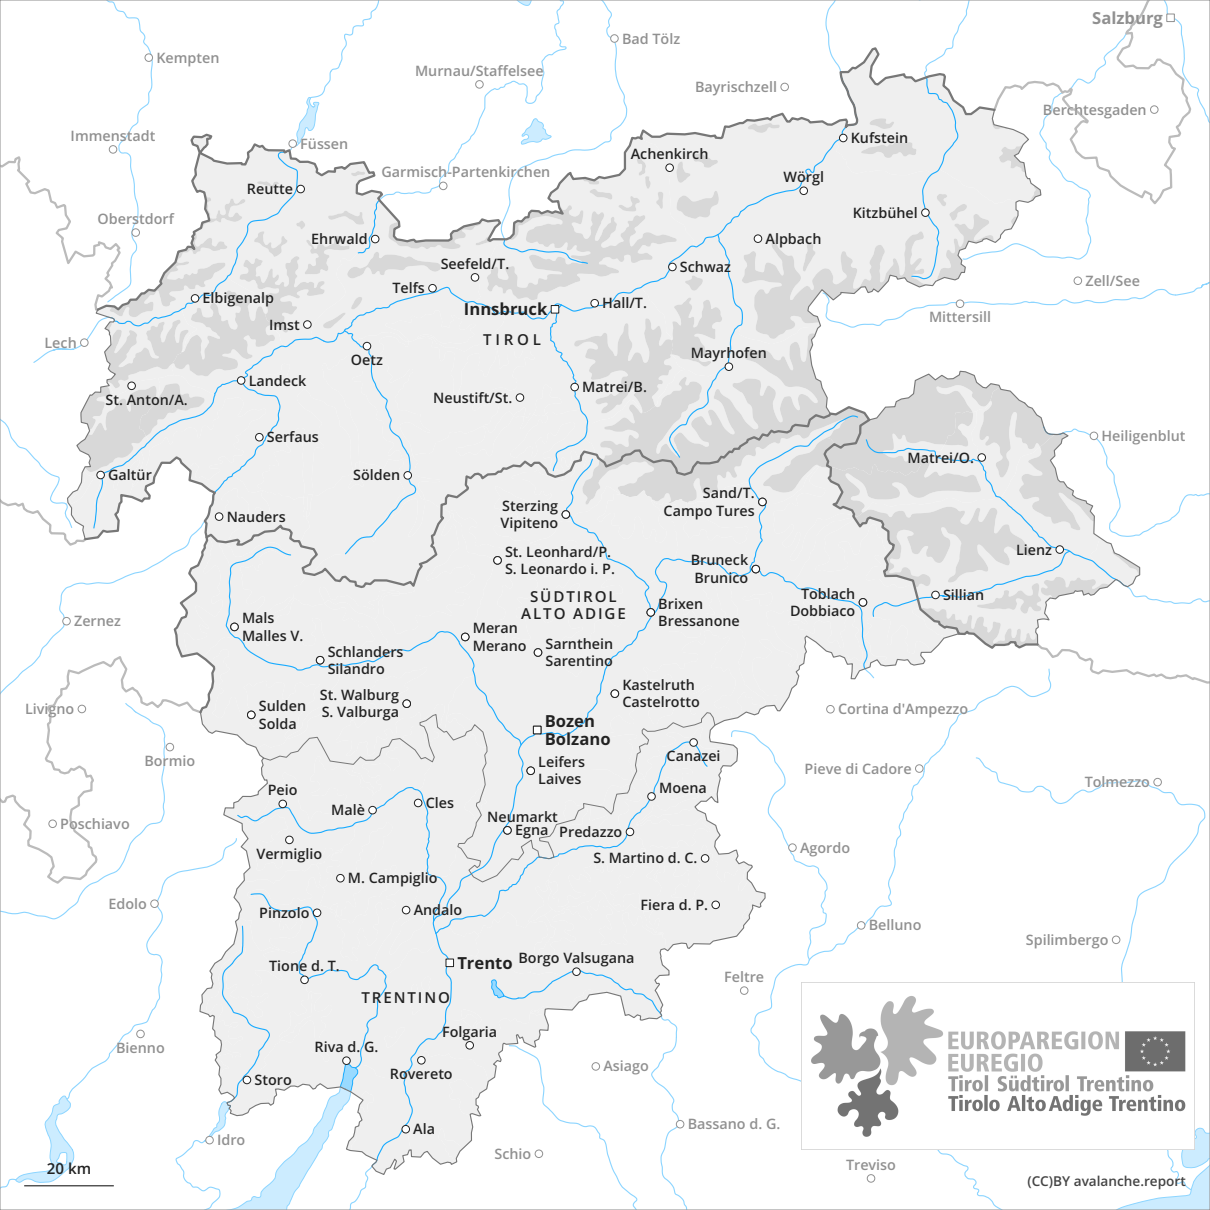 Salzburg
Kempten
Bad Tölz
Murnau/Staffelsee
Bayrischzell
Berchtesgaden
Immenstadt
Füssen
Kufstein
Achenkirch
Garmisch-Partenkirchen
Wörgl
Reutte
Oberstdorf
Kitzbühel
Ehrwald
Alpbach
Seefeld/T.
Schwaz
Zell/See
Telfs
Elbigenalp
Hall/T.
Innsbruck
Mittersill
Imst
TIROL
Lech
Oetz
Mayrhofen
Landeck
Matrei/B.
St. Anton/A.
Neustift/St.
Serfaus
Heiligenblut
Matrei/O.
Galtür
Sölden
Sand/T.
Campo Tures
Sterzing
Vipiteno
Nauders
St. Leonhard/P.
S. Leonardo i. P.
Lienz
Bruneck
Brunico
SÜDTIROL
ALTO ADIGE
Toblach
Dobbiaco
Sillian
Brixen
Bressanone
Zernez
Mals
Malles V.
Meran
Merano
Sarnthein
Sarentino
Schlanders
Silandro
Kastelruth
Castelrotto
St. Walburg
S. Valburga
Sulden
Solda
Livigno
Cortina d'Ampezzo
Bozen
Bolzano
Bormio
Canazei
Leifers
Laives
Pieve di Cadore
Tolmezzo
Peio
Moena
Malè
Cles
Neumarkt
Egna
Predazzo
Poschiavo
Vermiglio
S. Martino d. C.
Agordo
M. Campiglio
Edolo
Pinzolo
Andalo
Fiera d. P.
Belluno
Spilimbergo
Trento
Borgo Valsugana
Tione d. T.
Feltre
TRENTINO
Folgaria
Bienno
Riva d. G.
Rovereto
Asiago
Storo
EUROPAREGION
EUREGIO
Tirol Südtirol Trentino
Tirolo Alto Adige Trentino
Ala
Bassano d. G.
Idro
Schio
Treviso
20 km
(CC)BY avalanche.report